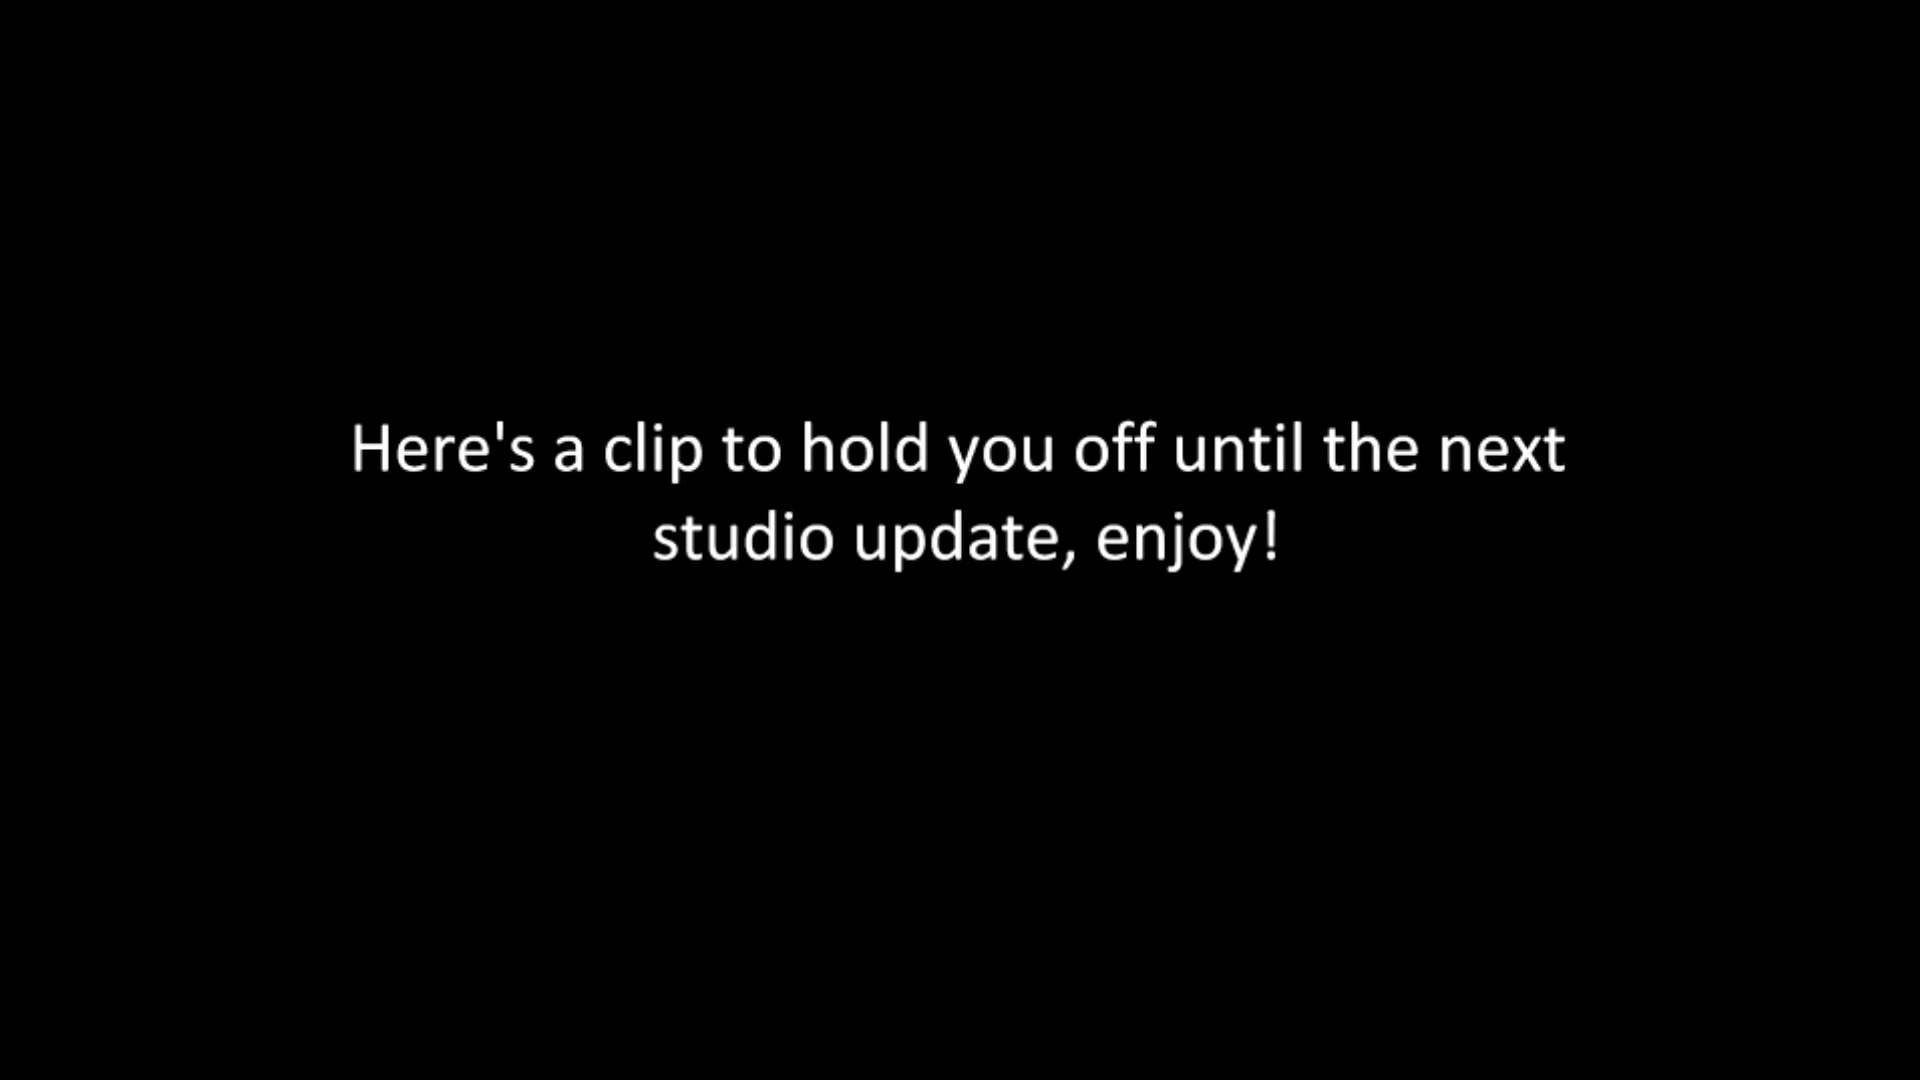 Here's a clip to hold you off until the next
studio update, enjoy!